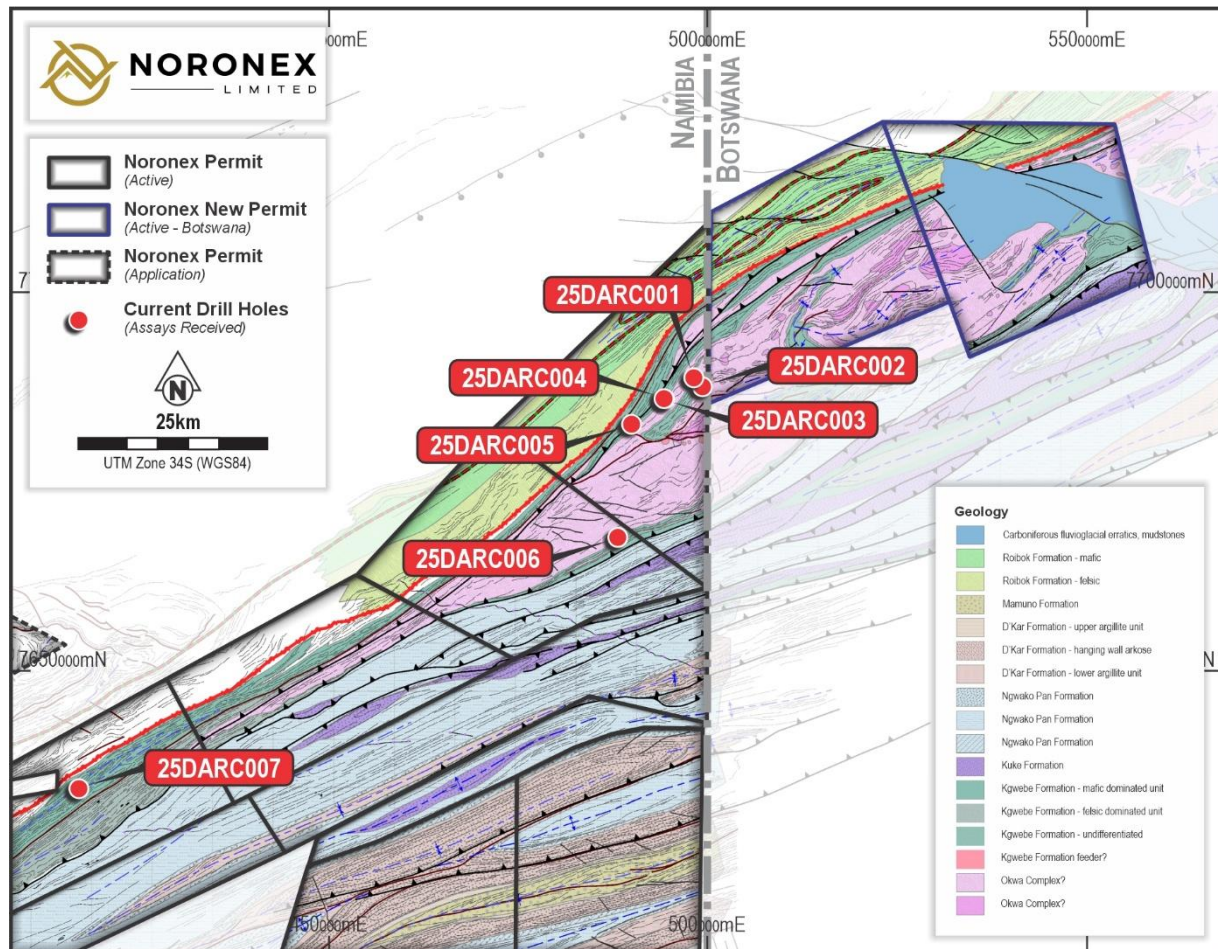 NORONEX
LIMITED
Noronex Permit
(Active)
Noronex New Permit
(Active - Botswana)
Noronex Permit
(Application)
Current Drill Holes
(Assays Received)
N
25km
UTM Zone 34S (WGS84)
000mE
500000mE
550000mE
NAMIBIA
BOTSWANA
7700000mN
25DARC001
25DARC002
25DARC004
25DARC003
25DARC005
25DARC006
7650000mN
N
25DARC007
450000mE
500000mE
Geology
Carboniferous fluvioglacial erratics, mudstones
Roibok Formation - mafic
Roibok Formation - felsic
Mamuno Formation
D'Kar Formation - upper argillite unit
D'Kar Formation - hanging wall arkose
D'Kar Formation - lower argillite unit
Ngwako Pan Formation
Ngwako Pan Formation
Ngwako Pan Formation
Kuke Formation
Kgwebe Formation - mafic dominated unit
Kgwebe Formation - felsic dominated unit
Kgwebe Formation - undifferentiated
Kgwebe Formation feeder?
Okwa Complex?
Okwa Complex?